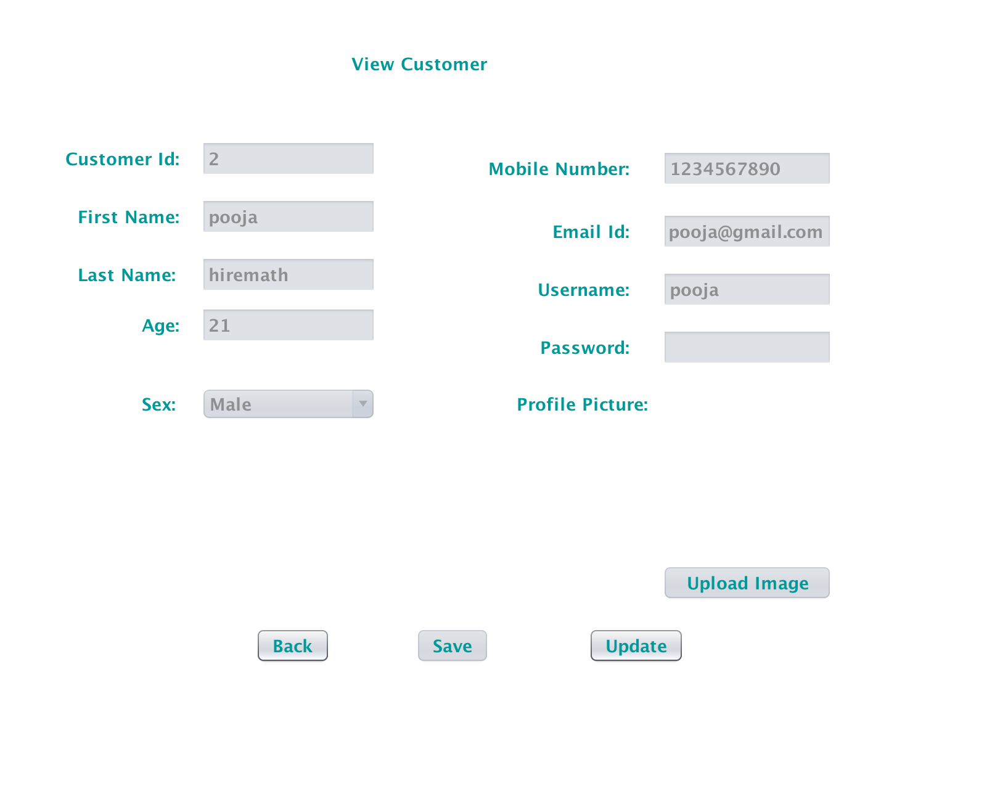 View Customer
Customer Id: 2
First Name: pooja
Last Name: hiremath
Age: 21
Sex: Male
Mobile Number: 1234567890
Email Id: pooja@gmail.com
Username: pooja
Password:
Profile Picture:
Upload Image
Back Save Update